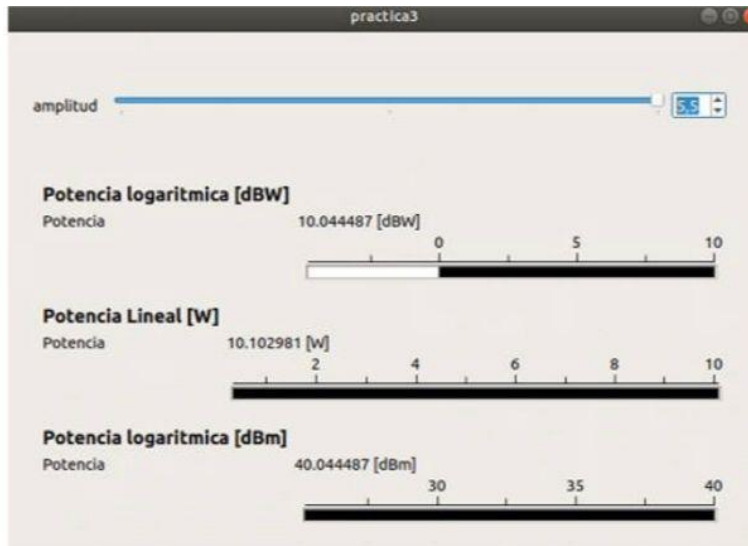 practica3
amplitud 5,5
Potencia logaritmica [dBW]
Potencia 10.044487 [dBW]
0 5 10
Potencia Lineal [W]
Potencia 10.102981 [W]
2 4 6 8 10
Potencia logaritmica [dBm]
Potencia 40.044487 [dBm]
30 35 40